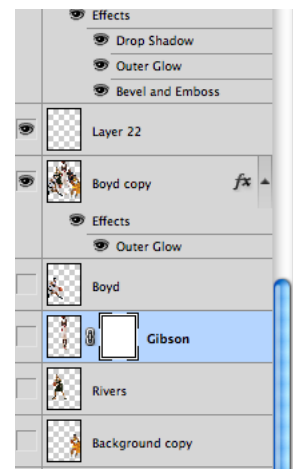 Effects
Drop Shadow
Outer Glow
Bevel and Emboss
Layer 22
Boyd copy fx
Effects
Outer Glow
Boyd
Gibson
Rivers
Background copy